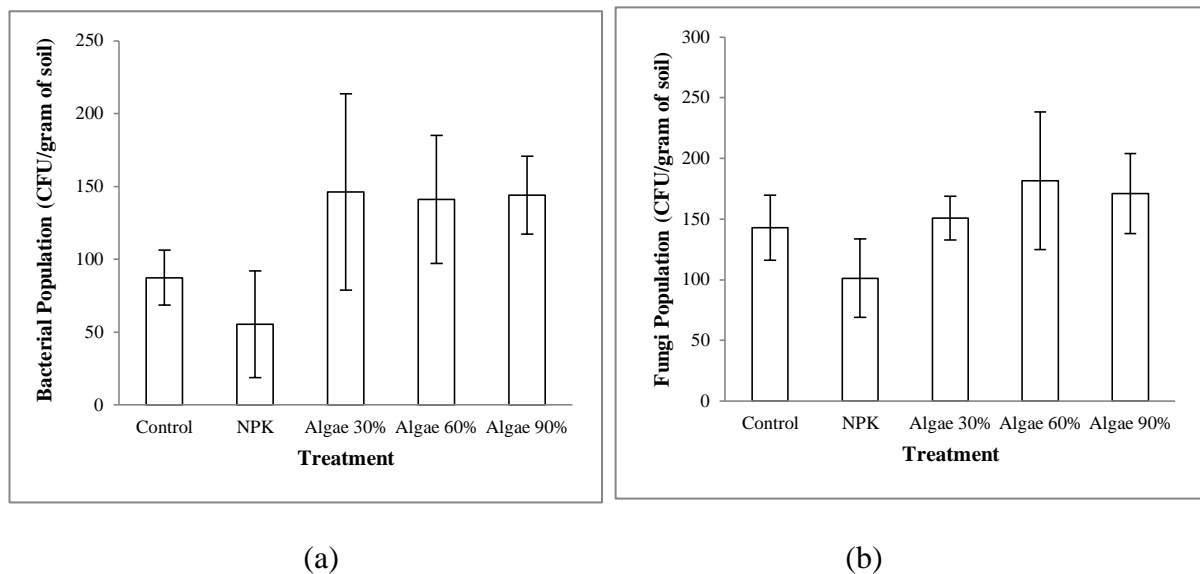 Bacterial Population (CFU/gram of soil)
250
200
150
100
50
0
Control NPK Algae 30% Algae 60% Algae 90%
Treatment
(a)
Fungi Population (CFU/gram of soil)
300
250
200
150
100
50
0
Control NPK Algae 30% Algae 60% Algae 90%
Treatment
(b)